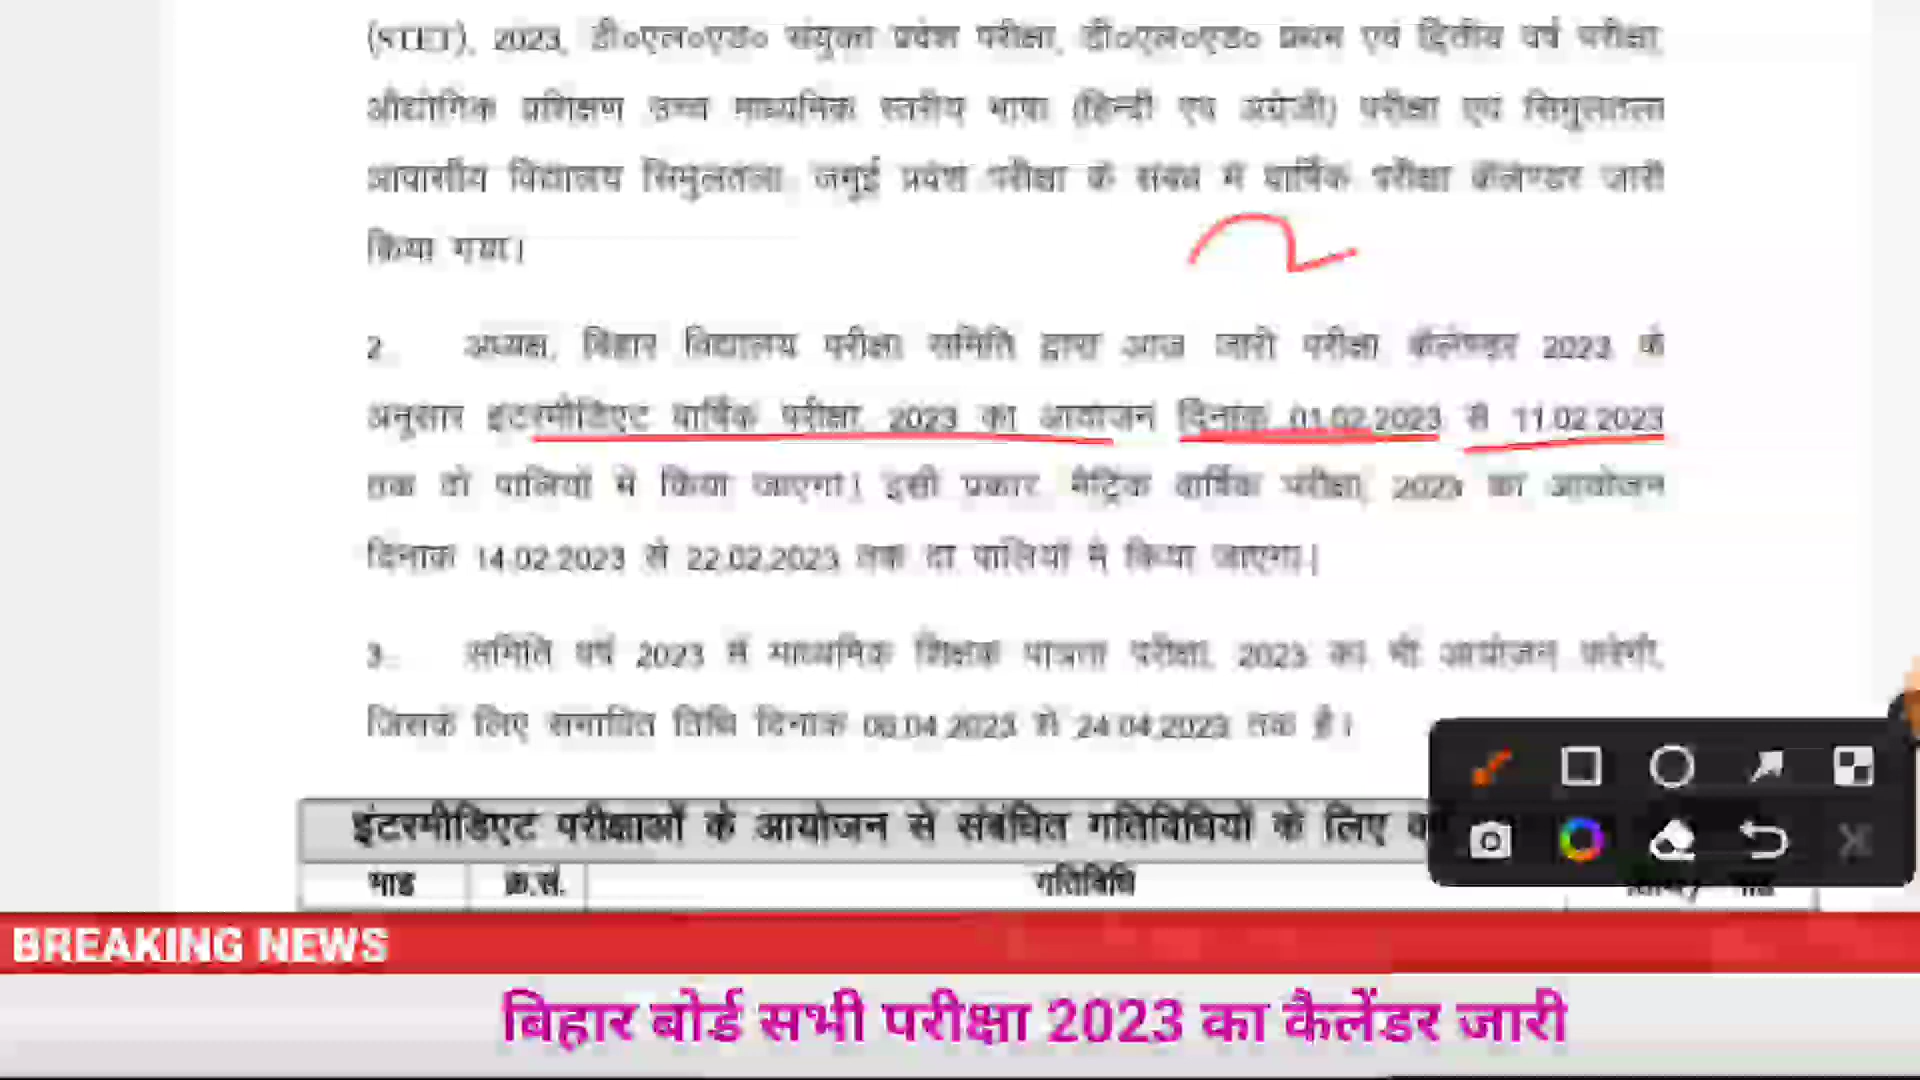 (STET), 2023, डी०एल०एड० संयुक्त प्रवेश परीक्षा, डी०एल०एड० प्रथम एवं द्वितीय वर्ष परीक्षा,
औद्योगिक प्रशिक्षण उच्च माध्यमिक स्तरीय भाषा (हिन्दी एवं अंग्रेजी) परीक्षा एवं सिमुलतला
आवासीय विद्यालय सिमुलतला, जमुई प्रवेश परीक्षा के संबंध में वार्षिक परीक्षा कैलेण्डर जारी
किया गया।
2. अध्यक्ष, बिहार विद्यालय परीक्षा समिति द्वारा आज जारी परीक्षा कैलेण्डर 2023 के
अनुसार इंटरमीडिएट वार्षिक परीक्षा, 2023 का आयोजन दिनांक 01.02.2023 से 11.02.2023
तक दो पालियों में किया जाएगा। इसी प्रकार, मैट्रिक वार्षिक परीक्षा, 2023 का आयोजन
दिनांक 14.02.2023 से 22.02.2023 तक दो पालियों में किया जाएगा।
3. समिति वर्ष 2023 में माध्यमिक शिक्षक पात्रता परीक्षा, 2023 का भी आयोजन करेगी,
जिसके लिए संभावित तिथि दिनांक 04.2023 से 24.04.2023 तक है।
इंटरमीडिएट परीक्षाओं के आयोजन से संबंधित गतिविधियों के लिए
माह क्र.सं. गतिविधि
BREAKING NEWS
बिहार बोर्ड सभी परीक्षा 2023 का कैलेंडर जारी